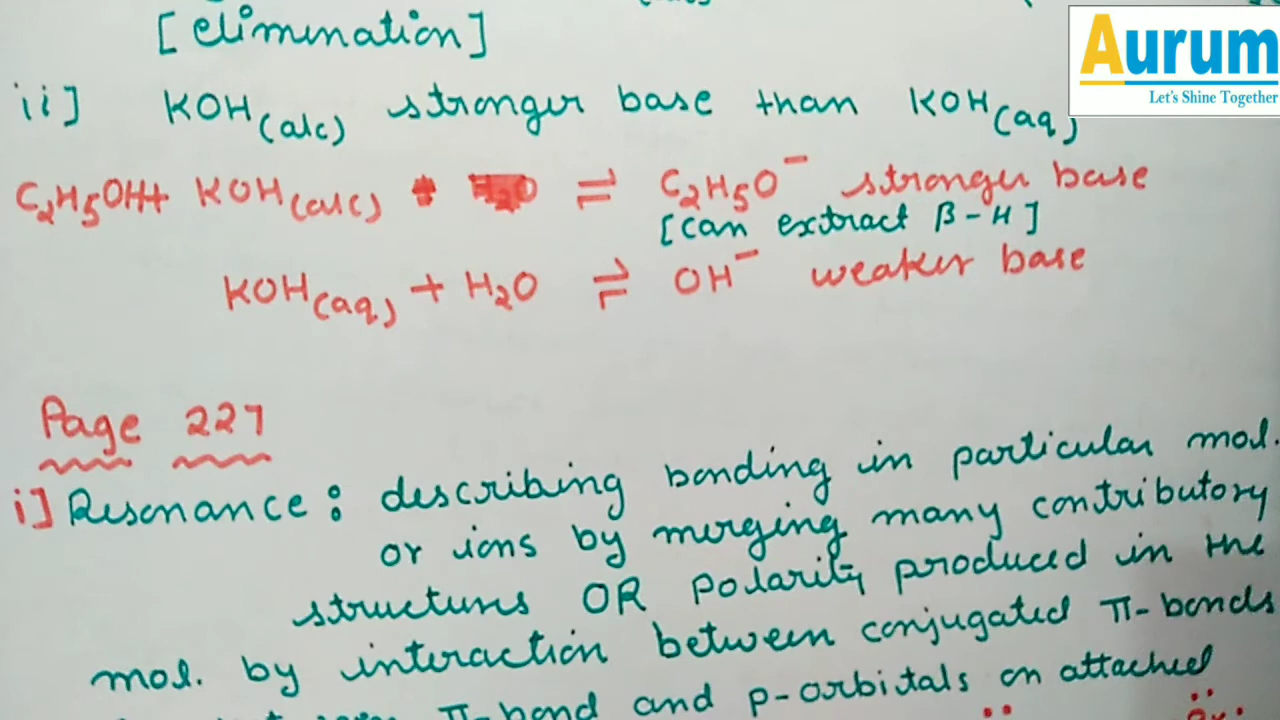 [elimination]
Aurum
Let's Shine Together
ii] KOH(alc) stronger base than KOH(aq)
C2H5OH+ KOH(alc) ⇌ C2H5O⁻ stronger base
[can extract β-H]
KOH(aq) + H2O ⇌ OH⁻ weaker base
Page 227
i] Resonance: describing bonding in particular mol.
or ions by merging many contributory
structures OR Polarity produced in the
mol. by interaction between conjugated π-bonds
π-bond and p-orbitals on attached